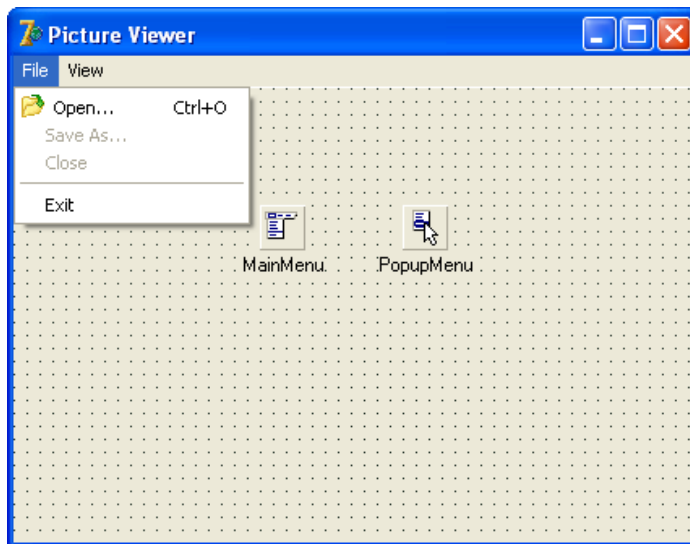 Picture Viewer
File View
Open... Ctrl+O
Save As...
Close
Exit
MainMenu PopupMenu